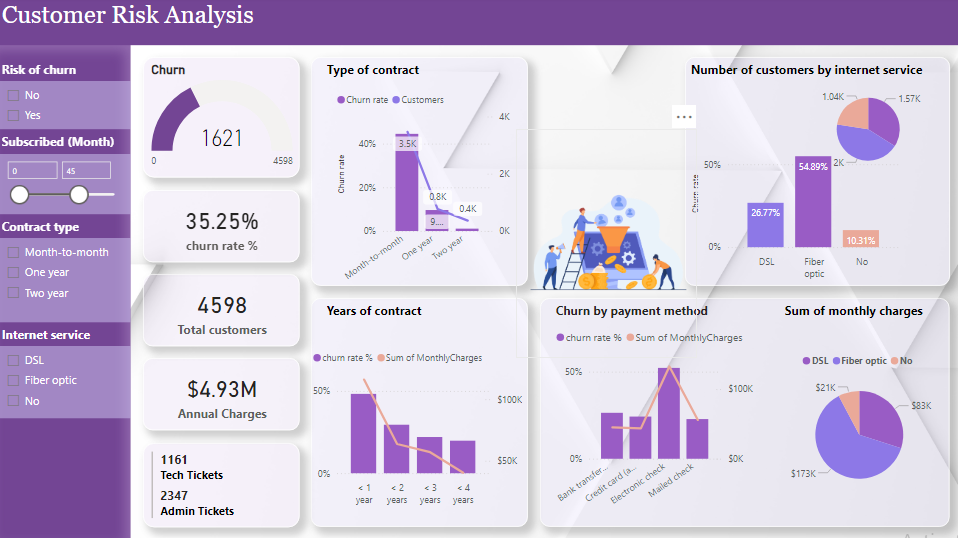 Customer Risk Analysis
Risk of churn
No
Yes
Subscribed (Month)
0
45
Contract type
Month-to-month
One year
Two year
Internet service
DSL
Fiber optic
No
Churn
1621
0
4598
35.25%
churn rate %
4598
Total customers
$4.93M
Annual Charges
1161
Tech Tickets
2347
Admin Tickets
Type of contract
Churn rate
Customers
40%
20%
0%
Churn rate
4K
2K
0K
3.5K
0.8K
9....
0.4K
Month-to-month
One year
Two year
Years of contract
churn rate %
Sum of MonthlyCharges
50%
0%
$100K
$50K
< 1
year
< 2
years
< 3
years
< 4
years
...
Number of customers by internet service
1.04K
1.57K
2K
50%
0%
Churn rate
26.77%
54.89%
10.31%
DSL
Fiber
optic
No
Churn by payment method
churn rate %
Sum of MonthlyCharges
50%
0%
$100K
$0K
Bank transfer...
Credit card (a...
Electronic check
Mailed check
Sum of monthly charges
DSL
Fiber optic
No
$21K
$83K
$173K